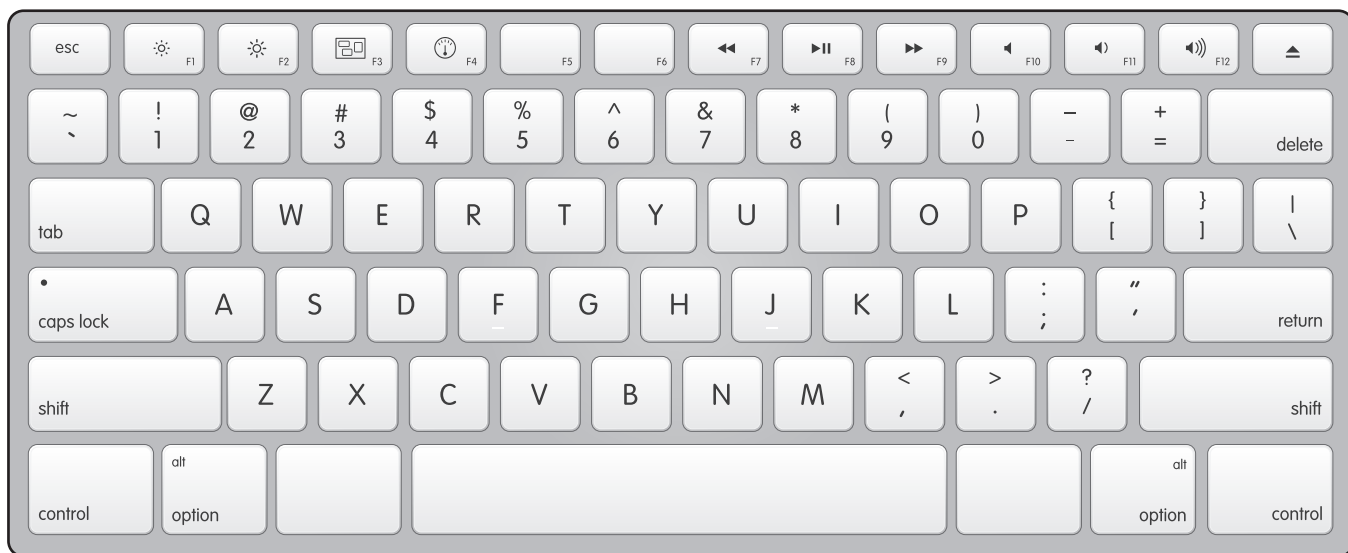 esc F1 F2 F3 F4 F5 F6 F7 F8 F9 F10 F11 F12
~ ! @ # $ % ^ & * ( ) – +
` 1 2 3 4 5 6 7 8 9 0 - = delete
tab Q W E R T Y U I O P { [ } ] | \
caps lock A S D F G H J K L : ; " ' return
shift Z X C V B N M < , > . ? / shift
alt alt
control option option control